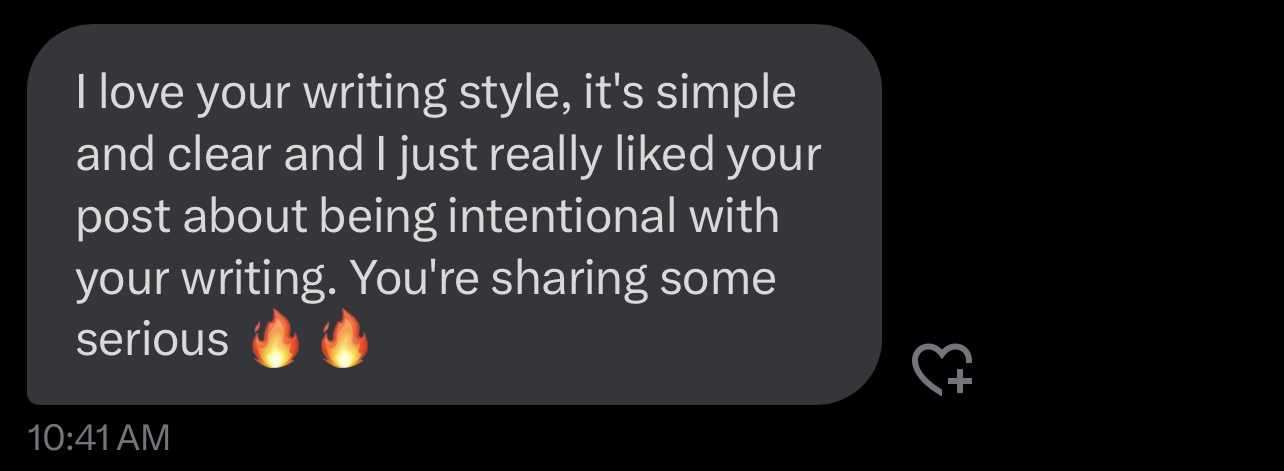 I love your writing style, it's simple
and clear and I just really liked your
post about being intentional with
your writing. You're sharing some
serious 🔥 🔥
10:41 AM